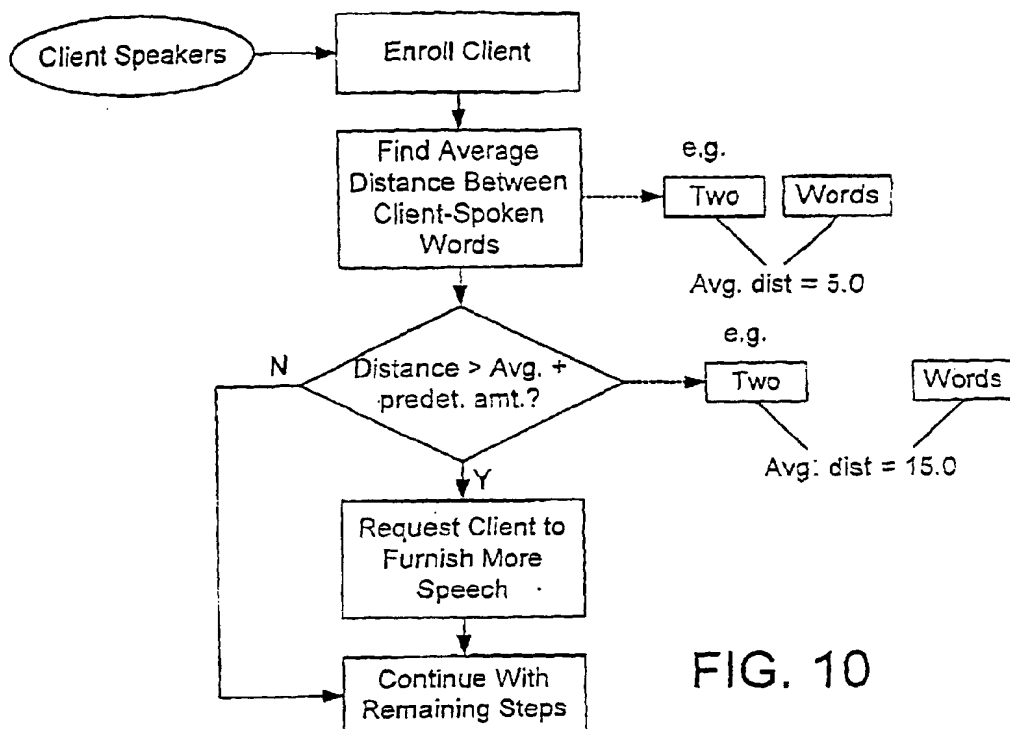 Client Speakers
Enroll Client
Find Average
Distance Between
Client-Spoken
Words
e.g.
Two
Words
Avg. dist = 5.0
N
Distance > Avg. +
predet. amt.?
e.g.
Two
Words
Avg. dist = 15.0
Y
Request Client to
Furnish More
Speech
Continue With
Remaining Steps
FIG. 10